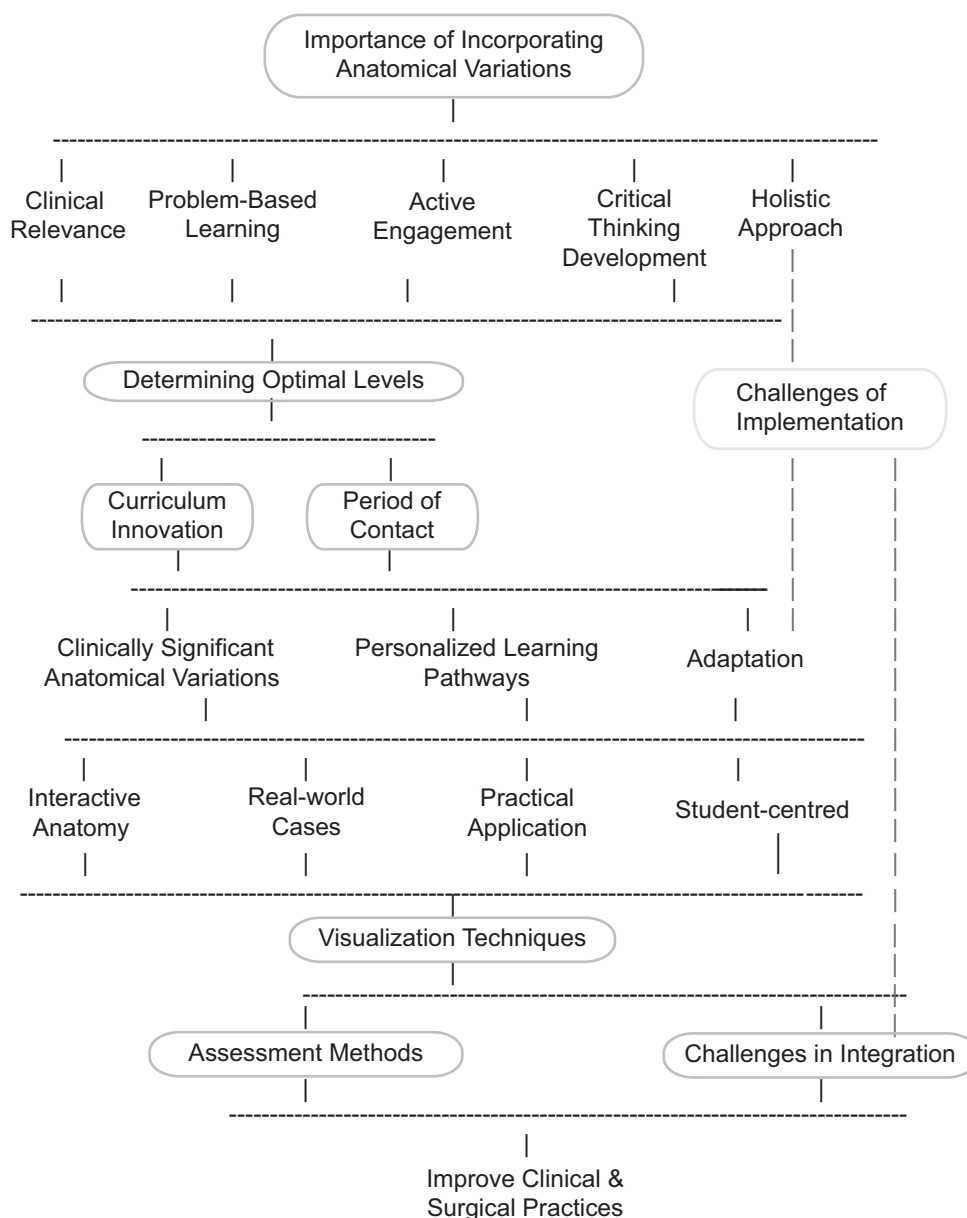 Importance of Incorporating
Anatomical Variations
Clinical
Relevance
Problem-Based
Learning
Active
Engagement
Critical
Thinking
Development
Holistic
Approach
Determining Optimal Levels
Challenges of
Implementation
Curriculum
Innovation
Period of
Contact
Clinically Significant
Anatomical Variations
Personalized Learning
Pathways
Adaptation
Interactive
Anatomy
Real-world
Cases
Practical
Application
Student-centred
Visualization Techniques
Assessment Methods
Challenges in Integration
Improve Clinical &
Surgical Practices